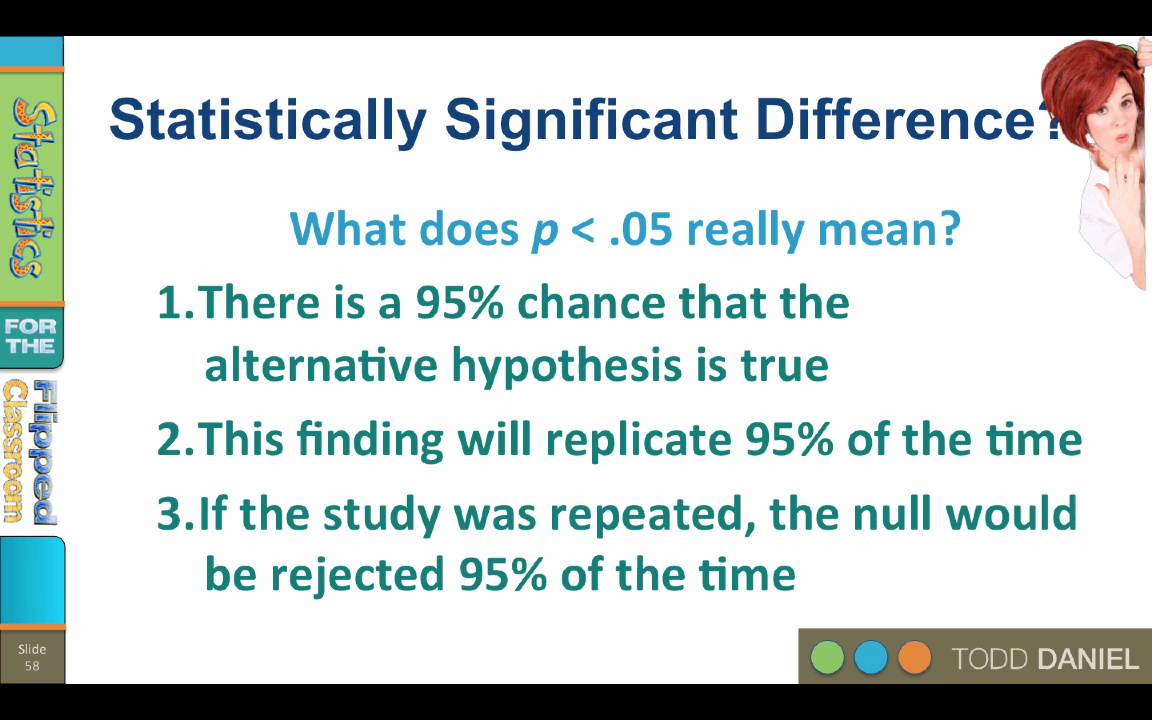 Statistically Significant Difference?
What does p < .05 really mean?
1.There is a 95% chance that the
alternative hypothesis is true
2.This finding will replicate 95% of the time
3.If the study was repeated, the null would
be rejected 95% of the time
Statistics
FOR
THE
Flipped
Classroom
Slide
58
TODD DANIEL